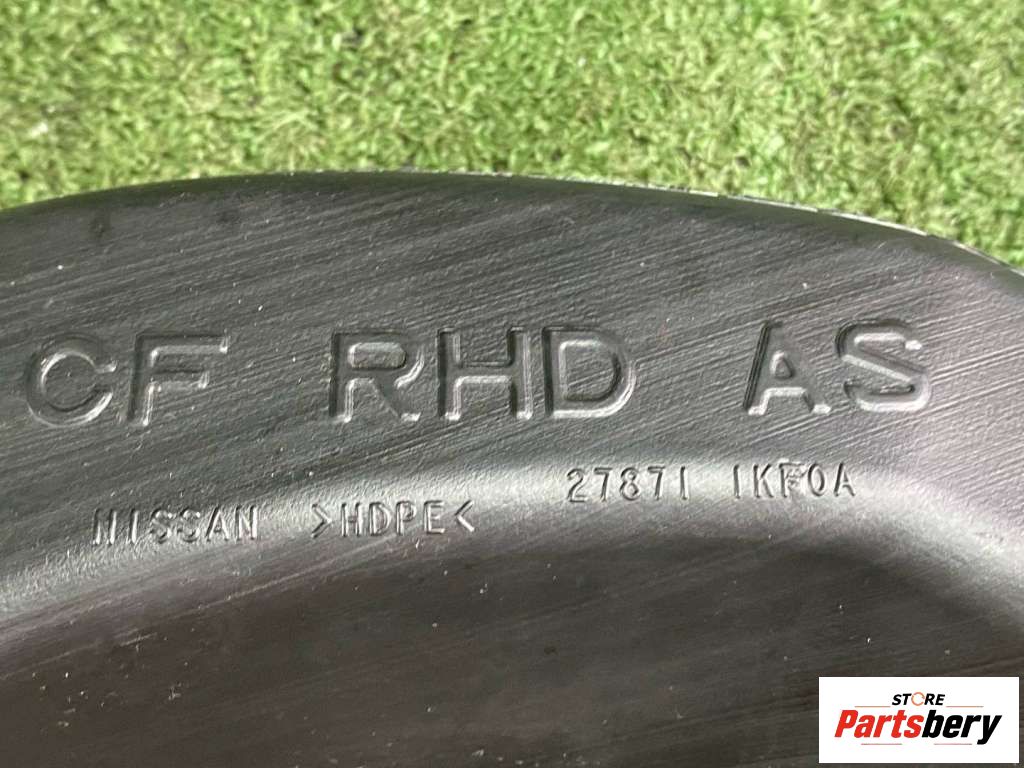 CF RHD AS
NISSAN >HDPE< 27871 1KF0A
STORE
Partsbery